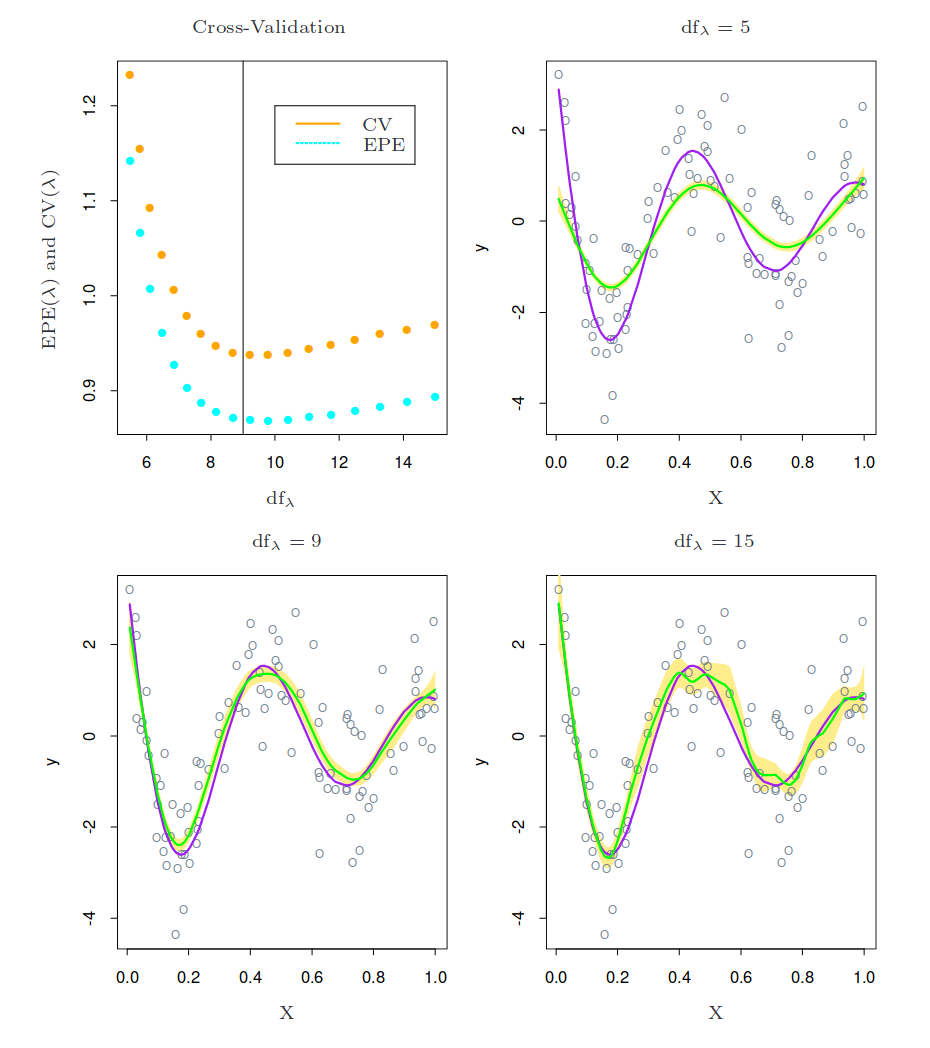 Cross-Validation
EPE(λ) and CV(λ)
1.2
1.1
1.0
0.9
CV
EPE
6 8 10 12 14
df_λ
df_λ = 5
y
2
0
-2
-4
0.0 0.2 0.4 0.6 0.8 1.0
X
df_λ = 9
y
2
0
-2
-4
0.0 0.2 0.4 0.6 0.8 1.0
X
df_λ = 15
y
2
0
-2
-4
0.0 0.2 0.4 0.6 0.8 1.0
X